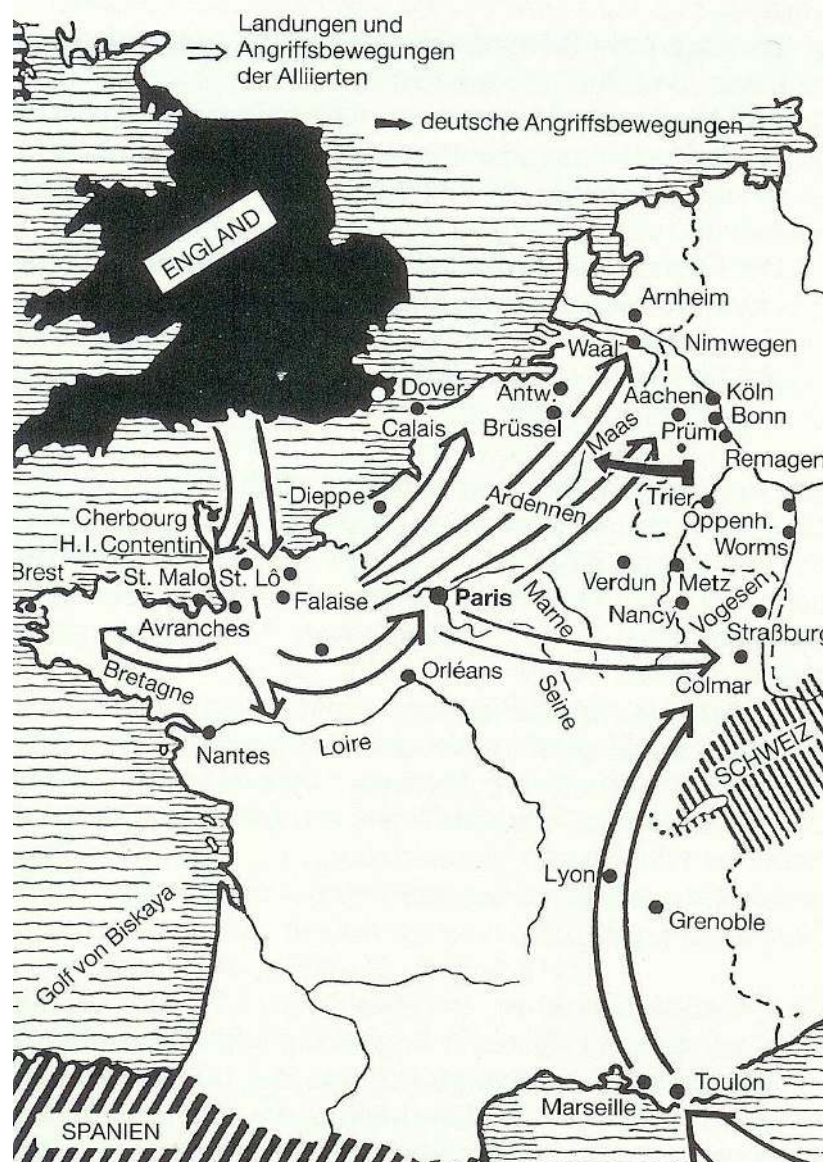 Landungen und
Angriffsbewegungen
der Alliierten
deutsche Angriffsbewegungen
ENGLAND
Arnheim
Waal
Nimwegen
Dover
Antw.
Aachen
Köln
Calais
Brüssel
Maas
Prüm
Bonn
Remagen
Dieppe
Ardennen
Trier
Cherbourg
Oppenh.
H.I.Contentin
Worms
Brest
St. Malo
St. Lô
Falaise
Paris
Verdun
Metz
Vogesen
Avranches
Marne
Nancy
Straßburg
Bretagne
Orléans
Seine
Colmar
Nantes
Loire
SCHWEIZ
Lyon
Grenoble
Golf von Biskaya
Toulon
Marseille
SPANIEN